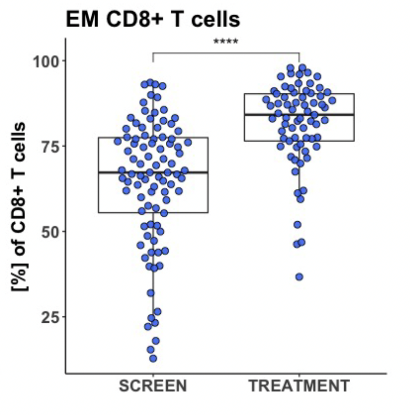 EM CD8+ T cells
****
[%] of CD8+ T cells
100
75
50
25
SCREEN
TREATMENT